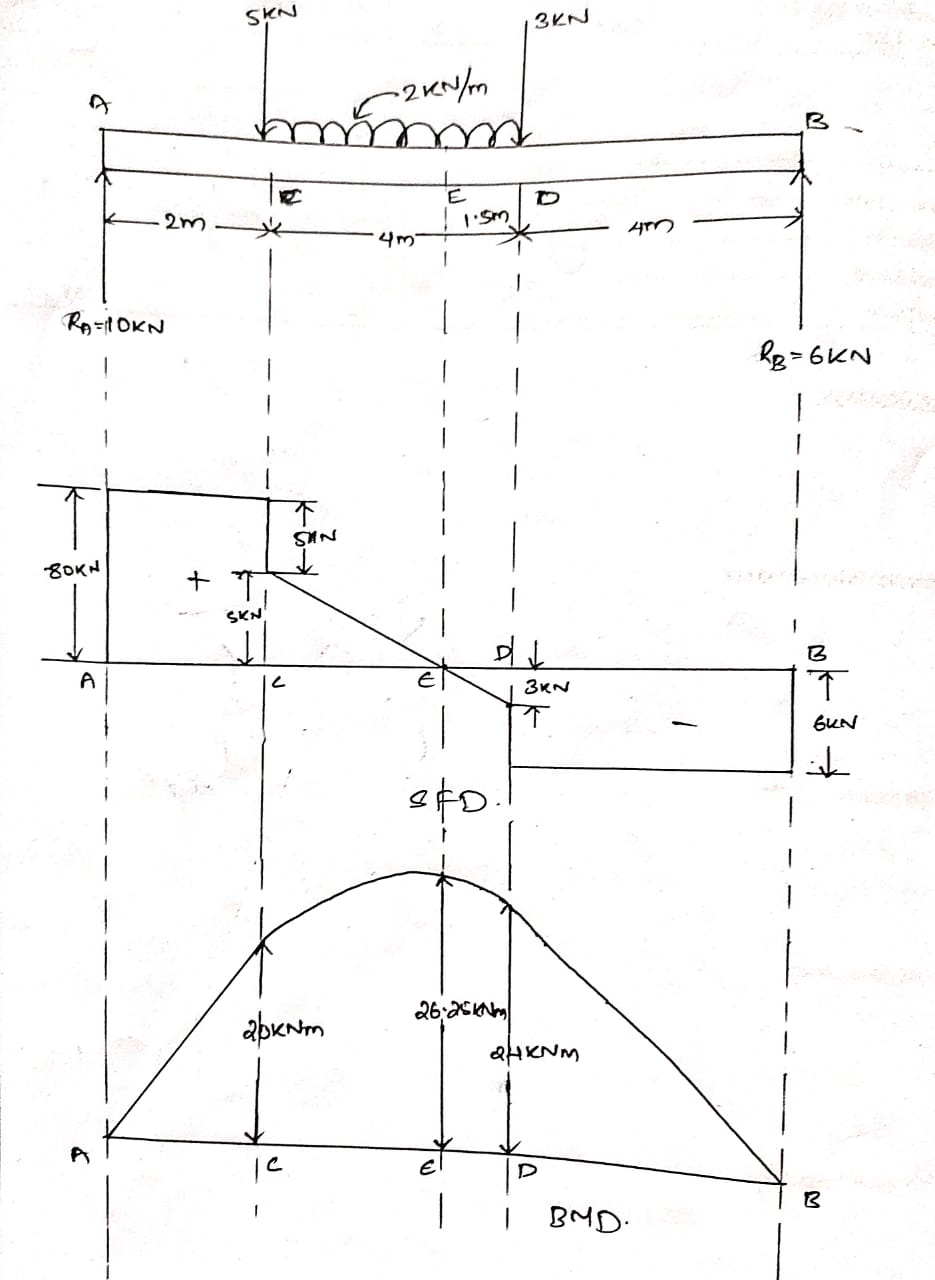 5KN 3KN
2KN/m
A B
C E D
2m 4m 1.5m 4m
RA=10KN
RB=6KN
5KN
80KN + 5KN
D B
A C E 3KN
- 6KN
SFD.
26.25KNm
20KNm
24KNM
A C E D
B
BMD.